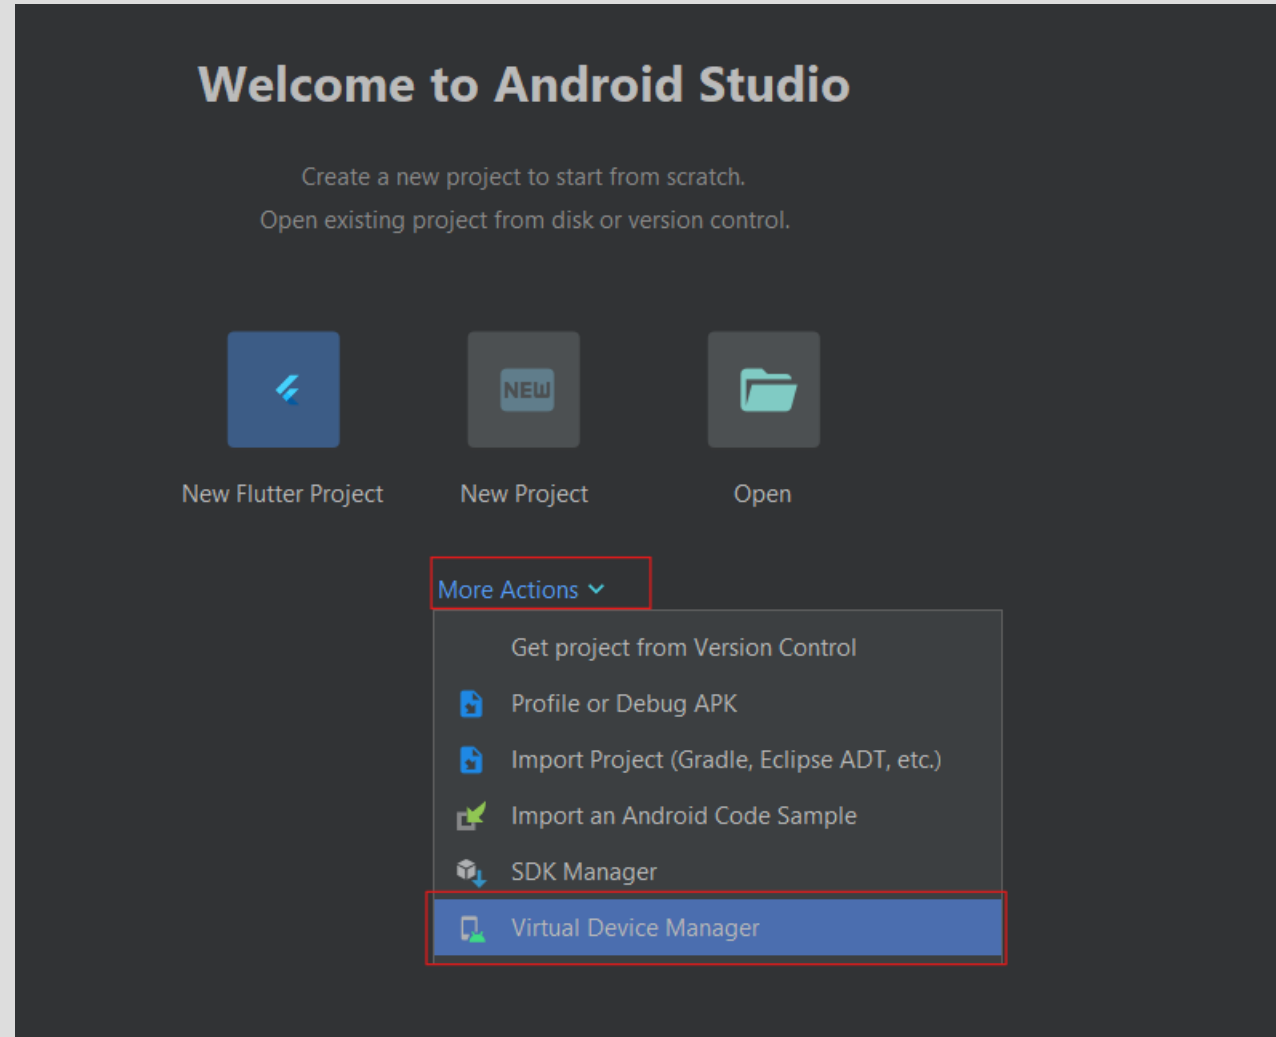 Welcome to Android Studio
Create a new project to start from scratch.
Open existing project from disk or version control.
NEW
New Flutter Project
New Project
Open
More Actions
Get project from Version Control
Profile or Debug APK
Import Project (Gradle, Eclipse ADT, etc.)
Import an Android Code Sample
SDK Manager
Virtual Device Manager